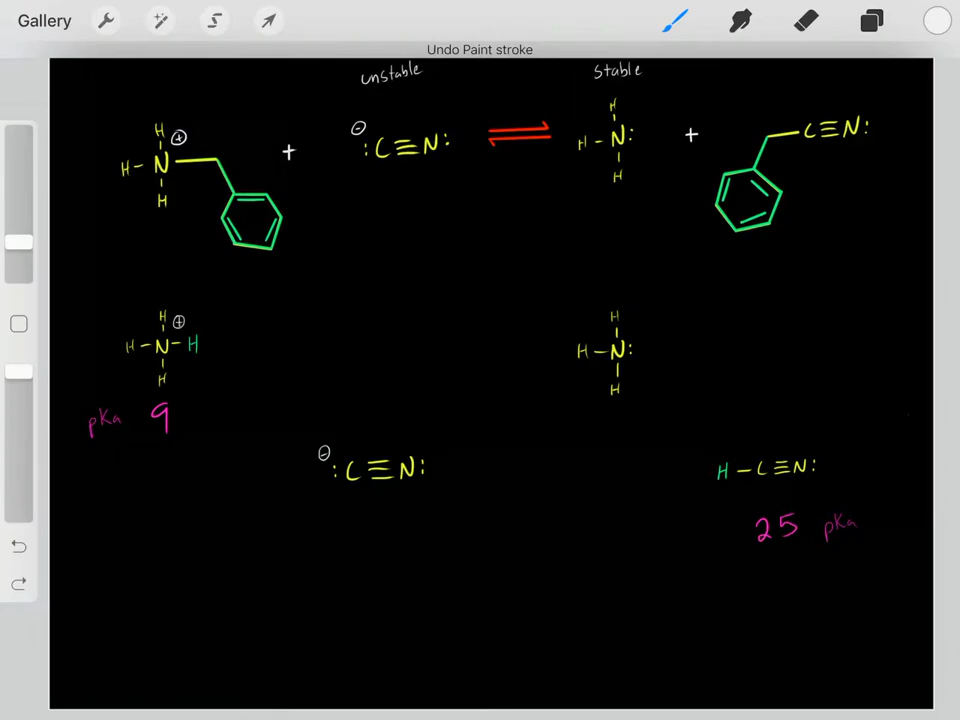 Gallery
Undo Paint stroke
unstable
stable
H
H-N-H ⊕
+
⊖ :C≡N:
⇌
H
H-N:
H
+
C≡N:
H
H-N-H ⊕
H
pKa 9
H
H-N:
H
⊖ :C≡N:
H-C≡N:
25 pKa